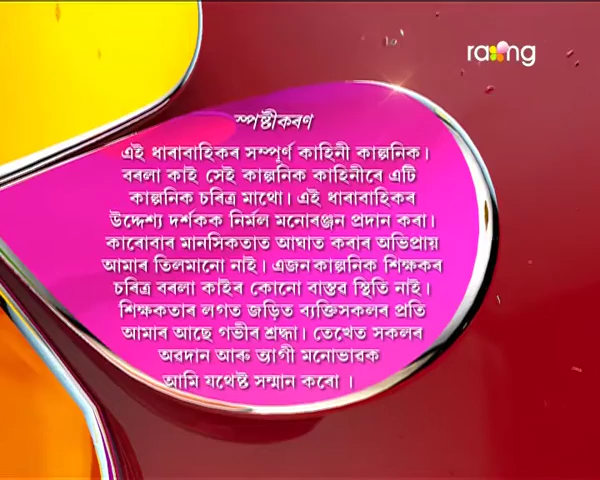 rang
স্পষ্টীকৰণ
এই ধাৰাবাহিকৰ সম্পূৰ্ণ কাহিনী কাল্পনিক।
বৰলা কাই সেই কাল্পনিক কাহিনীৰে এটি
কাল্পনিক চৰিত্ৰ মাথো। এই ধাৰাবাহিকৰ
উদ্দেশ্য দৰ্শকক নিৰ্মল মনোৰঞ্জন প্ৰদান কৰা।
কাৰোবাৰ মানসিকতাত আঘাত কৰাৰ অভিপ্ৰায়
আমাৰ তিলমানো নাই। এজন কাল্পনিক শিক্ষকৰ
চৰিত্ৰ বৰলা কাইৰ কোনো বাস্তৱ স্থিতি নাই।
শিক্ষকতাৰ লগত জড়িত ব্যক্তিসকলৰ প্ৰতি
আমাৰ আছে গভীৰ শ্ৰদ্ধা। তেখেত সকলৰ
অৱদান আৰু ত্যাগী মনোভাৱক
আমি যথেষ্ট সন্মান কৰো ।